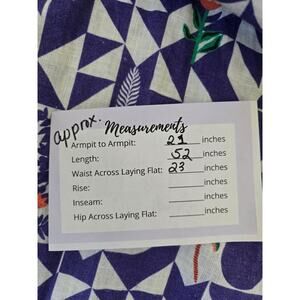 approx.
Measurements
Armpit to Armpit: 21 inches
Length: 52 inches
Waist Across Laying Flat: 23 inches
Rise: inches
Inseam: inches
Hip Across Laying Flat: inches